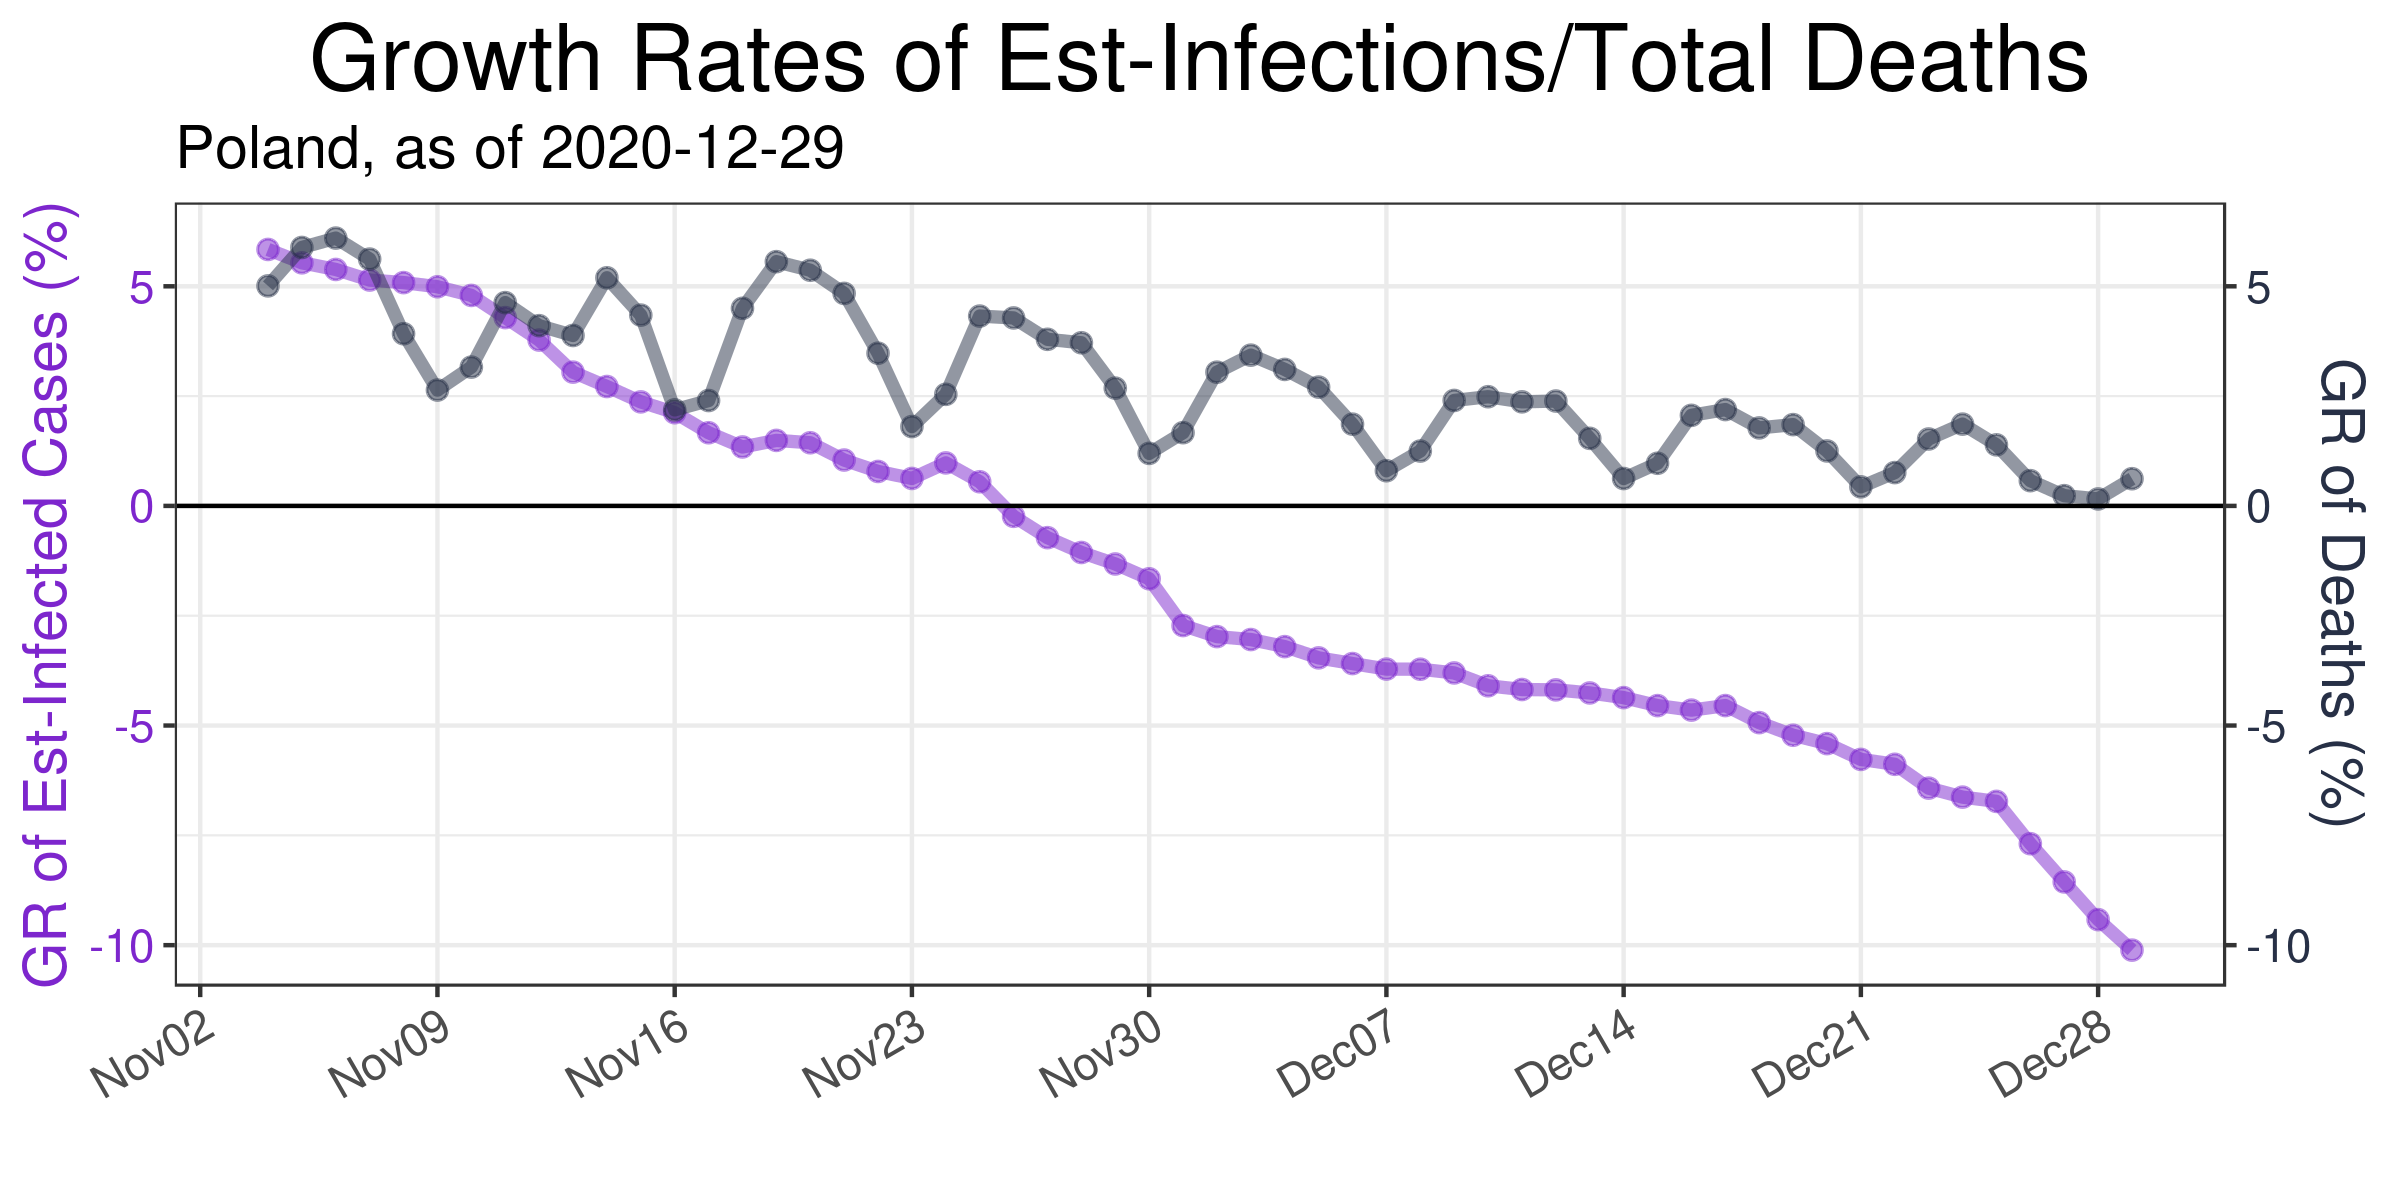 Growth Rates of Est-Infections/Total Deaths
Poland, as of 2020-12-29
GR of Est-Infected Cases (%)
5
0
-5
-10
5
0
-5
-10
GR of Deaths (%)
Nov02
Nov09
Nov16
Nov23
Nov30
Dec07
Dec14
Dec21
Dec28